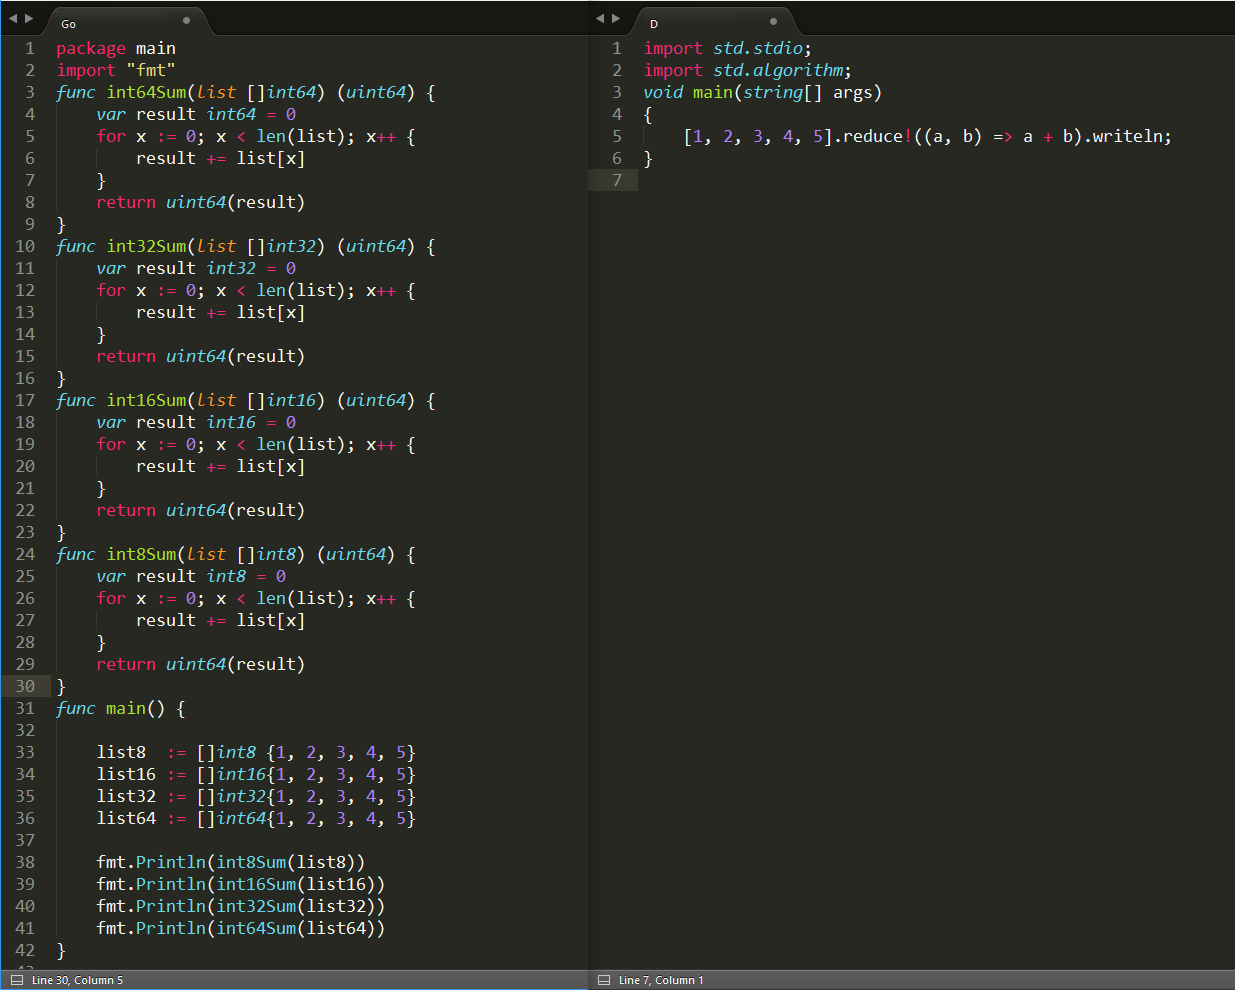 Go
1 package main
2 import "fmt"
3 func int64Sum(list []int64) (uint64) {
4     var result int64 = 0
5     for x := 0; x < len(list); x++ {
6         result += list[x]
7     }
8     return uint64(result)
9 }
10 func int32Sum(list []int32) (uint64) {
11     var result int32 = 0
12     for x := 0; x < len(list); x++ {
13         result += list[x]
14     }
15     return uint64(result)
16 }
17 func int16Sum(list []int16) (uint64) {
18     var result int16 = 0
19     for x := 0; x < len(list); x++ {
20         result += list[x]
21     }
22     return uint64(result)
23 }
24 func int8Sum(list []int8) (uint64) {
25     var result int8 = 0
26     for x := 0; x < len(list); x++ {
27         result += list[x]
28     }
29     return uint64(result)
30 }
31 func main() {
32
33     list8  := []int8 {1, 2, 3, 4, 5}
34     list16 := []int16{1, 2, 3, 4, 5}
35     list32 := []int32{1, 2, 3, 4, 5}
36     list64 := []int64{1, 2, 3, 4, 5}
37
38     fmt.Println(int8Sum(list8))
39     fmt.Println(int16Sum(list16))
40     fmt.Println(int32Sum(list32))
41     fmt.Println(int64Sum(list64))
42 }
Line 30, Column 5
D
1 import std.stdio;
2 import std.algorithm;
3 void main(string[] args)
4 {
5     [1, 2, 3, 4, 5].reduce!((a, b) => a + b).writeln;
6 }
7
Line 7, Column 1